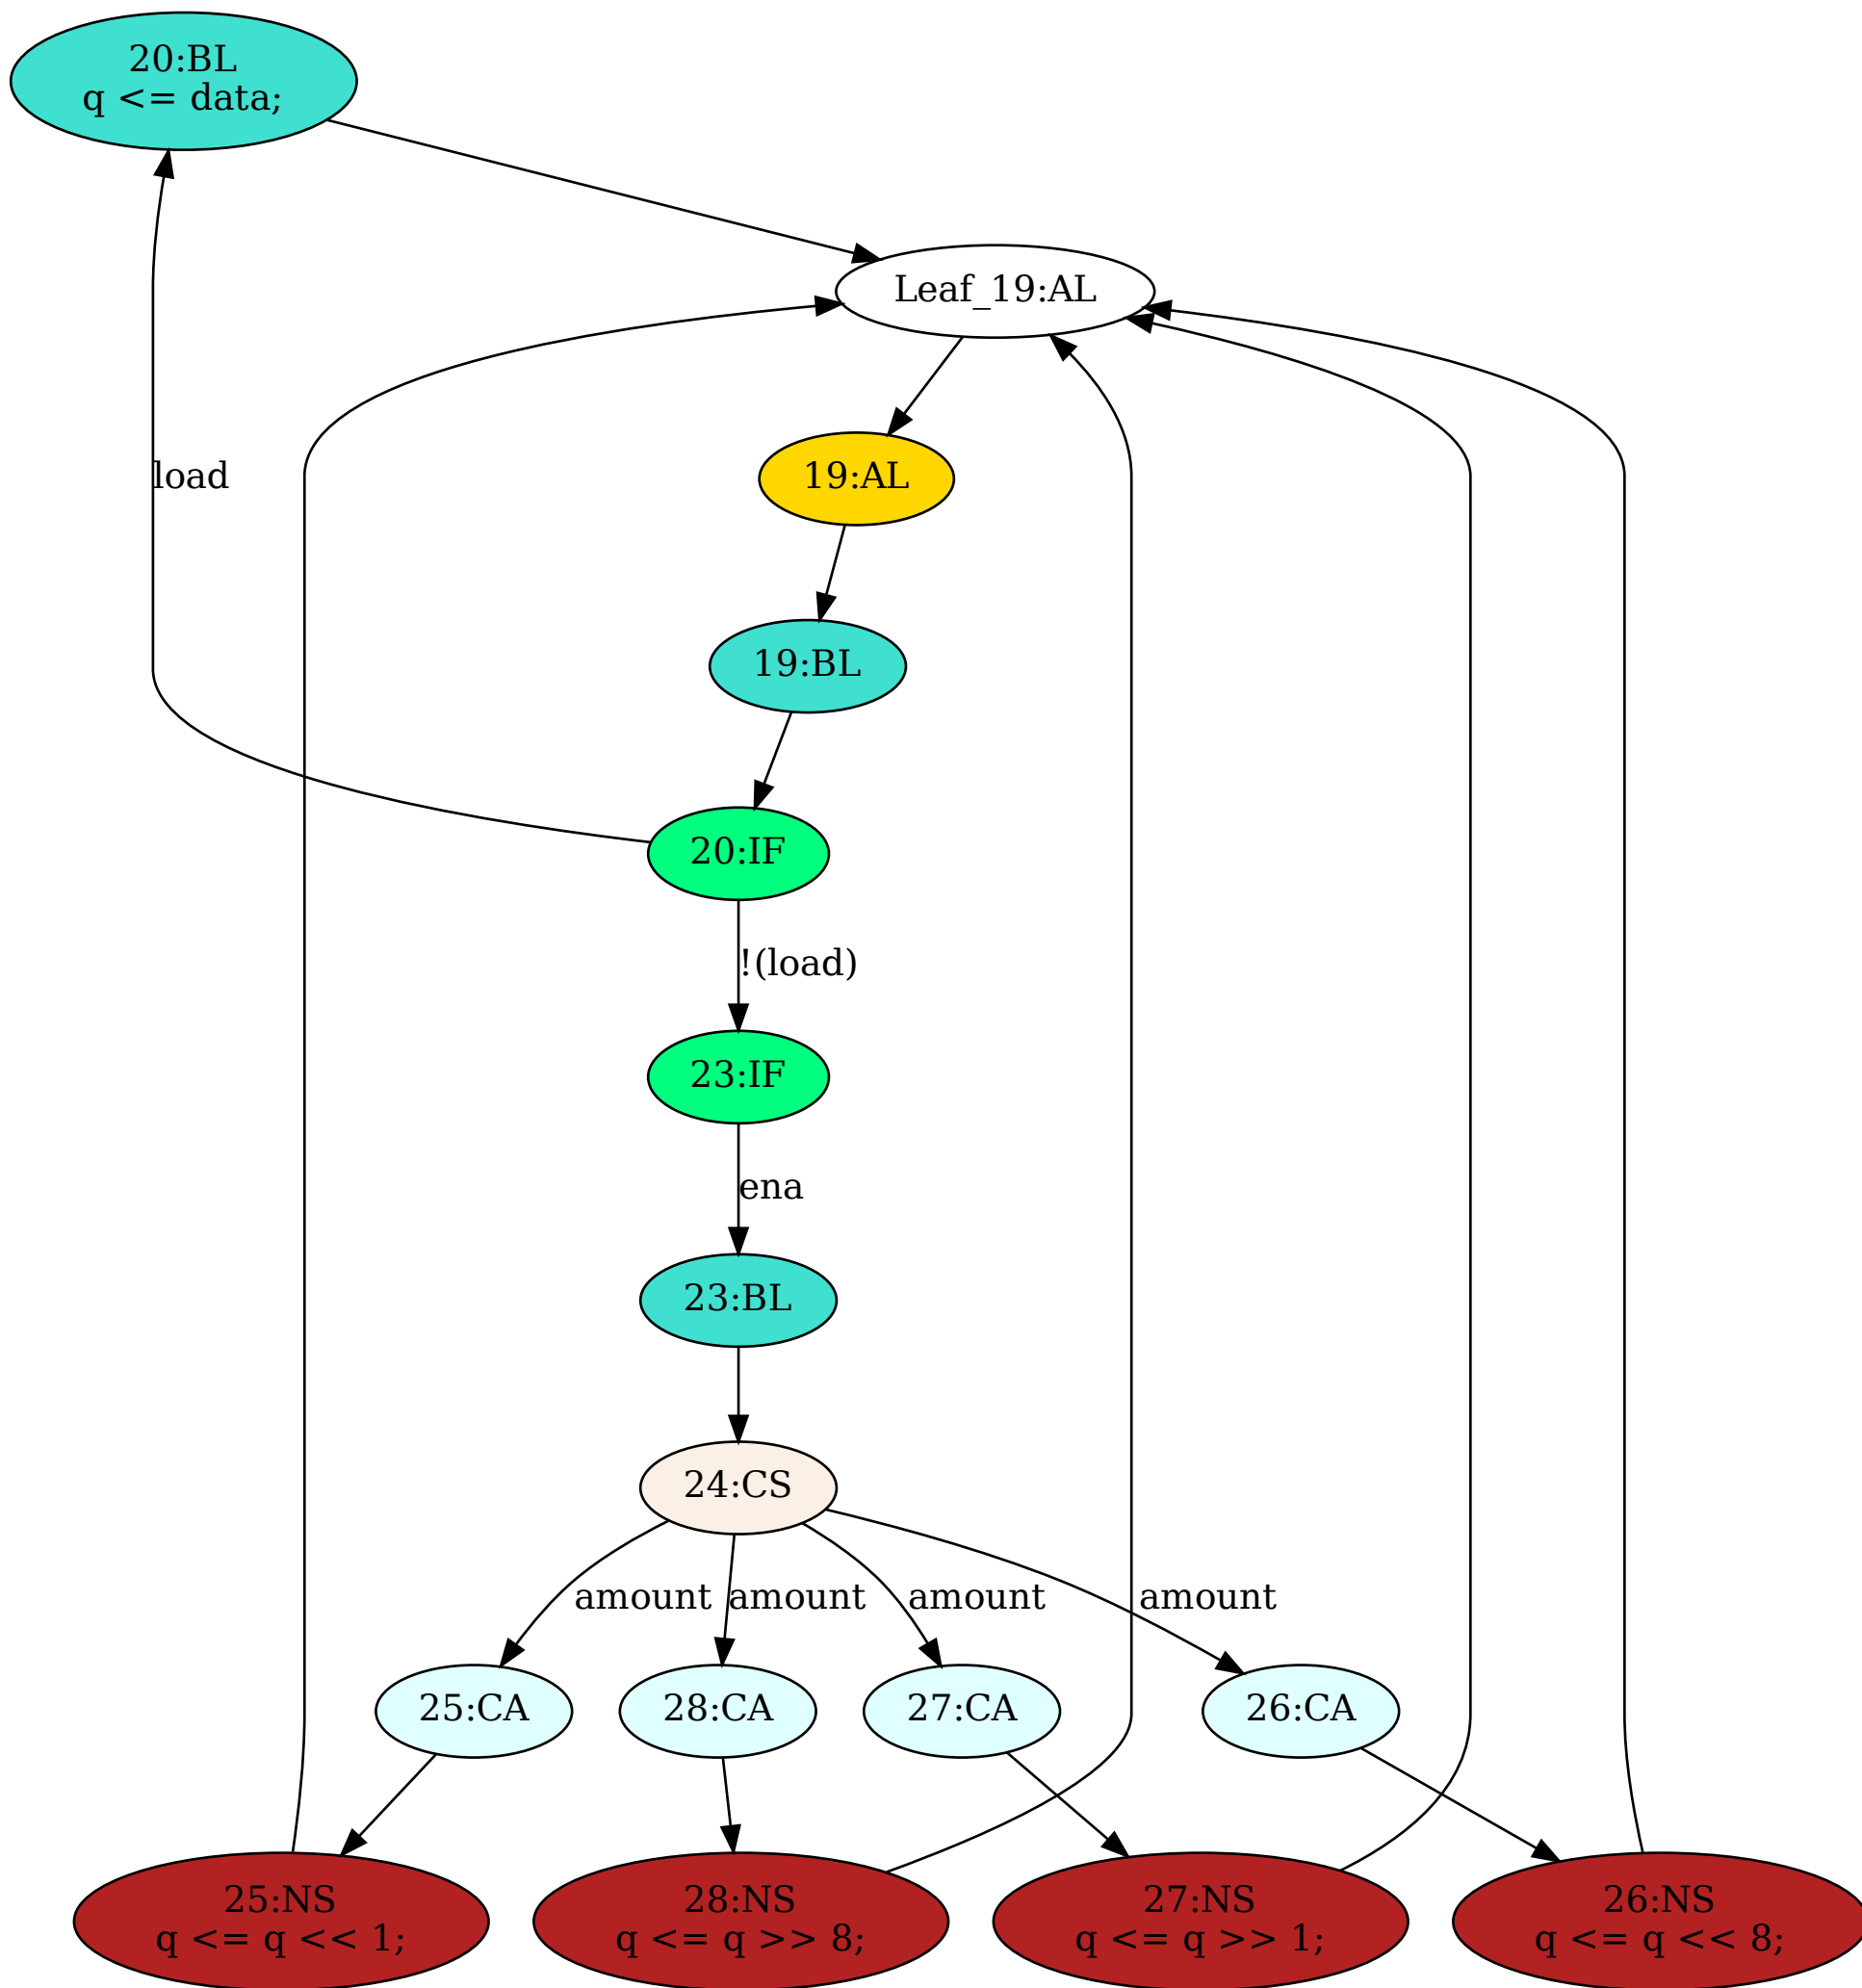 20:BL
q <= data;
Leaf_19:AL
load
19:AL
19:BL
20:IF
!(load)
23:IF
ena
23:BL
24:CS
amount
amount
amount
amount
25:CA
28:CA
27:CA
26:CA
25:NS
q <= q << 1;
28:NS
q <= q >> 8;
27:NS
q <= q >> 1;
26:NS
q <= q << 8;